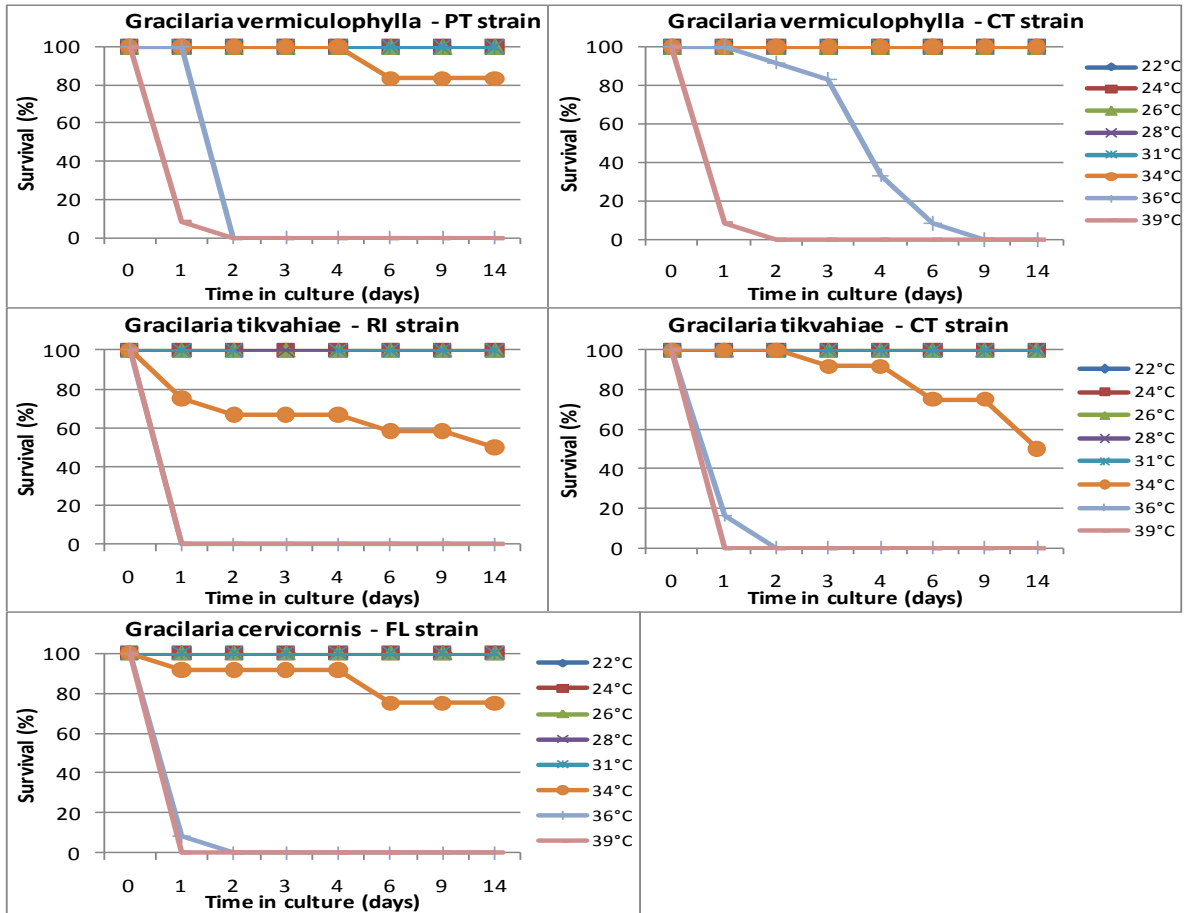 Gracilaria vermiculophylla - PT strain
Survival (%)
100
80
60
40
20
0
0 1 2 3 4 6 9 14
Time in culture (days)
Gracilaria vermiculophylla - CT strain
Survival (%)
100
80
60
40
20
0
0 1 2 3 4 6 9 14
Time in culture (days)
22°C
24°C
26°C
28°C
31°C
34°C
36°C
39°C
Gracilaria tikvahiae - RI strain
Survival (%)
100
80
60
40
20
0
0 1 2 3 4 6 9 14
Time in culture (days)
Gracilaria tikvahiae - CT strain
Survival (%)
100
80
60
40
20
0
0 1 2 3 4 6 9 14
Time in culture (days)
22°C
24°C
26°C
28°C
31°C
34°C
36°C
39°C
Gracilaria cervicornis - FL strain
Survival (%)
100
80
60
40
20
0
0 1 2 3 4 6 9 14
Time in culture (days)
22°C
24°C
26°C
28°C
31°C
34°C
36°C
39°C